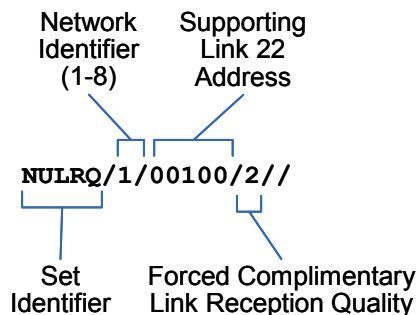 Network
Identifier
(1-8)
Supporting
Link 22
Address
NULRQ/1/00100/2//
Set
Identifier
Forced Complimentary
Link Reception Quality